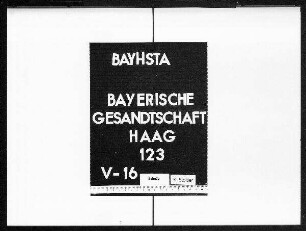 BAYHSTA
BAYERISCHE
GESANDTSCHAFT
HAAG
123
V-16